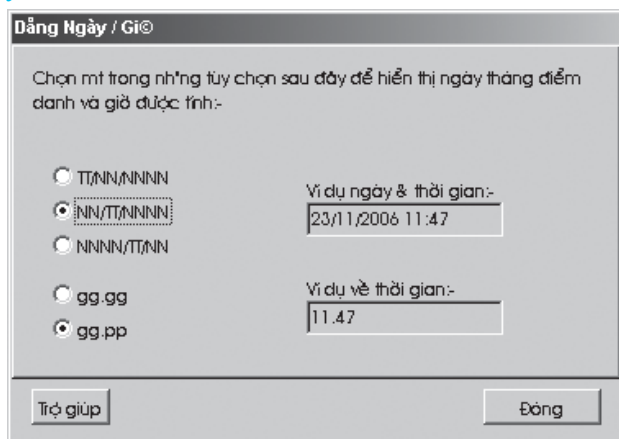 Dẳng Ngày / Gi©
Chọn mt trong nh"ng tùy chọn sau đây để hiển thị ngày tháng điểm
danh và giờ được tính:-
TT/NN/NNNN
NN/TT/NNNN
NNNN/TT/NN
Ví dụ ngày & thời gian:-
23/11/2006 11:47
gg.gg
gg.pp
Ví dụ về thời gian:-
11.47
Trợ giúp
Đóng